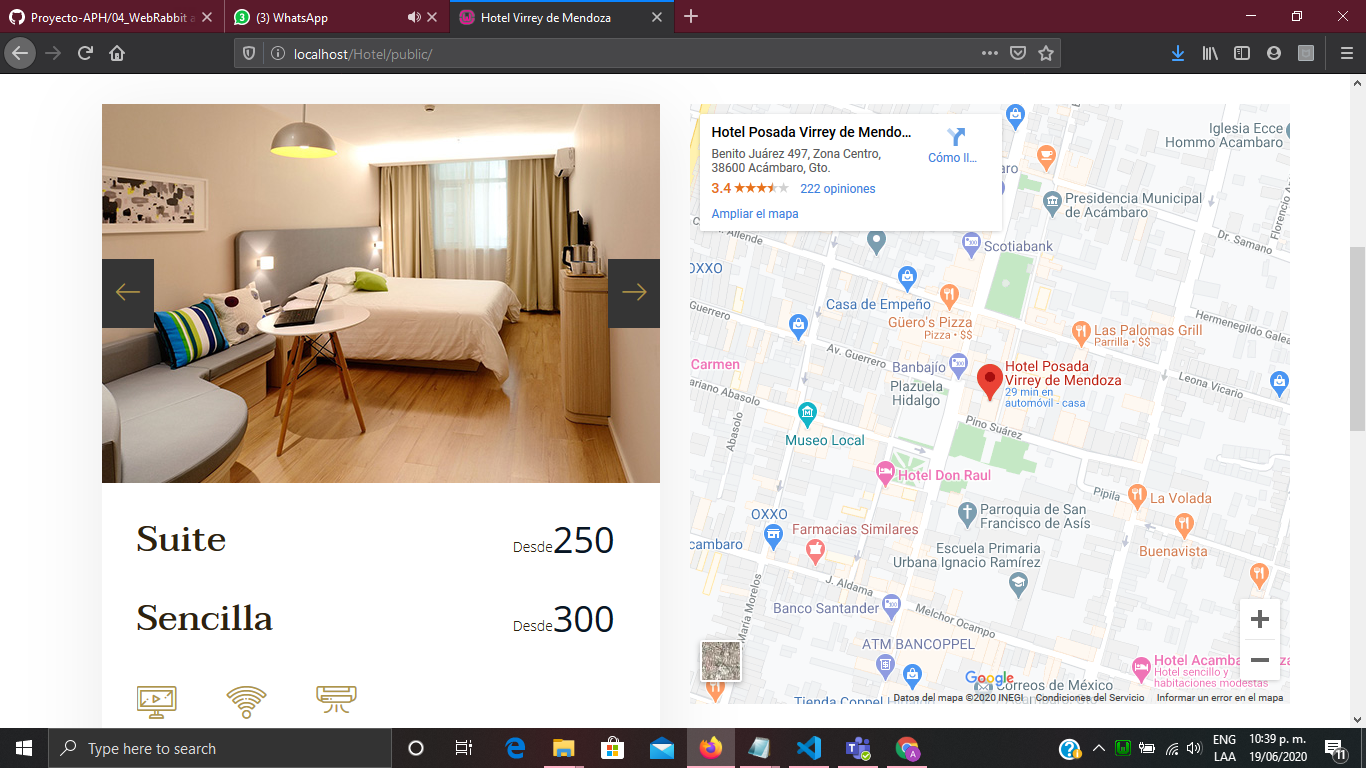 Proyecto-APH/04_WebRabbit a
(3) WhatsApp
Hotel Virrey de Mendoza
localhost/Hotel/public/
Hotel Posada Virrey de Mendo...
Benito Juárez 497, Zona Centro,
38600 Acámbaro, Gto.
3.4
222 opiniones
Ampliar el mapa
Cómo ll...
Iglesia Ecce
Homo Acambaro
Florencio A
Presidencia Municipal
de Acámbaro
Dr. Samano
aro
Allende
Scotiabank
OXXO
Casa de Empeño
Guerrero
Güero's Pizza
Pizza • $$
Hermenegildo Galea
Las Palomas Grill
Parrilla • $$
Av. Guerrero
Banbajío
Carmen
Hotel Posada
Virrey de Mendoza
29 min en
automóvil - casa
Leona Vicario
Plazuela
Hidalgo
ariano Abasolo
Abasolo
Pino Suárez
Museo Local
Hotel Don Raul
Pipila
La Volada
OXXO
Parroquia de San
Francisco de Asís
Farmacias Similares
cambaro
Escuela Primaria
Urbana Ignacio Ramírez
Buenavista
J. Aldama
Banco Santander
Melchor Ocampo
María Morelos
ATM BANCOPPEL
Hotel Acamba
za
Hotel sencillo y
habitaciones modestas
Google
Correos de México
Tienda Coppel
Datos del mapa ©2020 INEGI
Condiciones del Servicio
Informar un error en el mapa
Suite
Desde250
Sencilla
Desde300
Type here to search
ENG
LAA
10:39 p. m.
19/06/2020
11